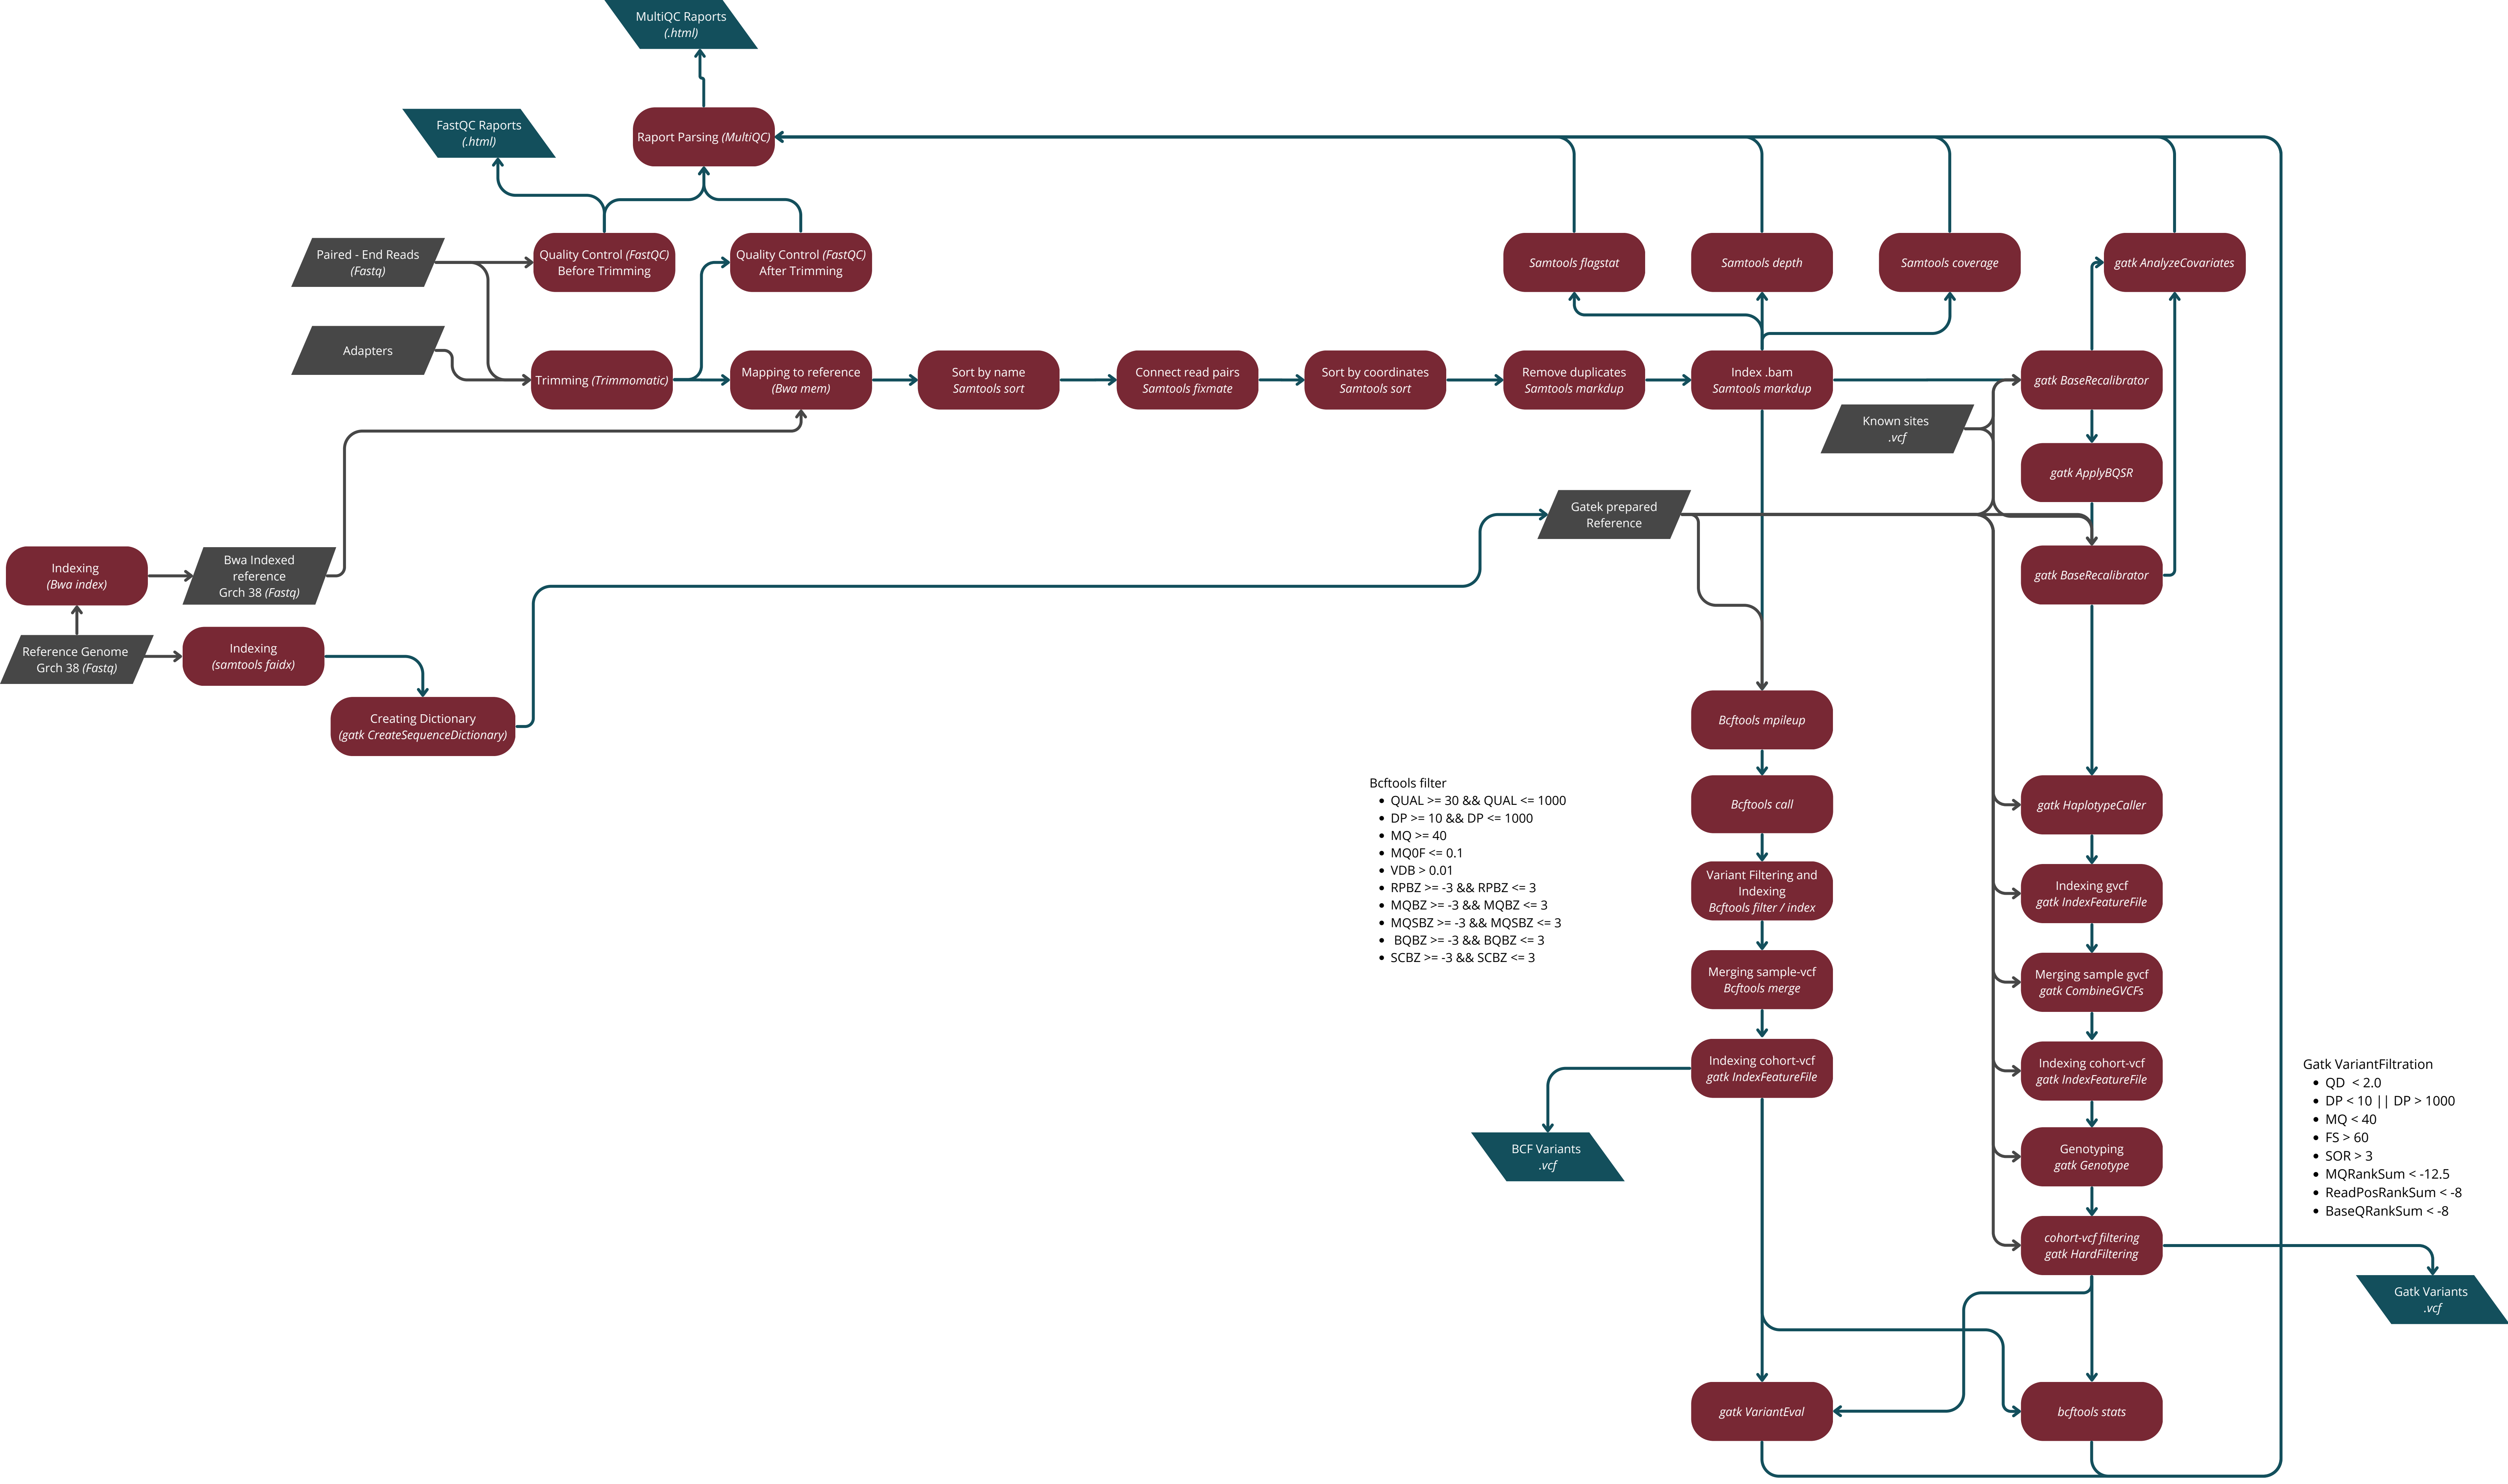 MultiQC Raports
(.html)
FastQC Raports
(.html)
Raport Parsing (MultiQC)
Paired - End Reads
(Fastq)
Quality Control (FastQC)
Before Trimming
Quality Control (FastQC)
After Trimming
Samtools flagstat
Samtools depth
Samtools coverage
gatk AnalyzeCovariates
Adapters
Trimming (Trimmomatic)
Mapping to reference
(Bwa mem)
Sort by name
Samtools sort
Connect read pairs
Samtools fixmate
Sort by coordinates
Samtools sort
Remove duplicates
Samtools markdup
Index .bam
Samtools markdup
gatk BaseRecalibrator
Known sites
.vcf
gatk ApplyBQSR
Gatek prepared
Reference
Indexing
(Bwa index)
Bwa Indexed
reference
Grch 38 (Fastq)
gatk BaseRecalibrator
Reference Genome
Grch 38 (Fastq)
Indexing
(samtools faidx)
Creating Dictionary
(gatk CreateSequenceDictionary)
Bcftools mpileup
Bcftools filter
• QUAL >= 30 && QUAL <= 1000
• DP >= 10 && DP <= 1000
• MQ >= 40
• MQ0F <= 0.1
• VDB > 0.01
• RPBZ >= -3 && RPBZ <= 3
• MQBZ >= -3 && MQBZ <= 3
• MQSBZ >= -3 && MQSBZ <= 3
• BQBZ >= -3 && BQBZ <= 3
• SCBZ >= -3 && SCBZ <= 3
Bcftools call
gatk HaplotypeCaller
Variant Filtering and
Indexing
Bcftools filter / index
Indexing gvcf
gatk IndexFeatureFile
Merging sample-vcf
Bcftools merge
Merging sample gvcf
gatk CombineGVCFs
Indexing cohort-vcf
gatk IndexFeatureFile
Indexing cohort-vcf
gatk IndexFeatureFile
Gatk VariantFiltration
• QD < 2.0
• DP < 10 || DP > 1000
• MQ < 40
• FS > 60
• SOR > 3
• MQRankSum < -12.5
• ReadPosRankSum < -8
• BaseQRankSum < -8
BCF Variants
.vcf
Genotyping
gatk Genotype
cohort-vcf filtering
gatk HardFiltering
Gatk Variants
.vcf
gatk VariantEval
bcftools stats